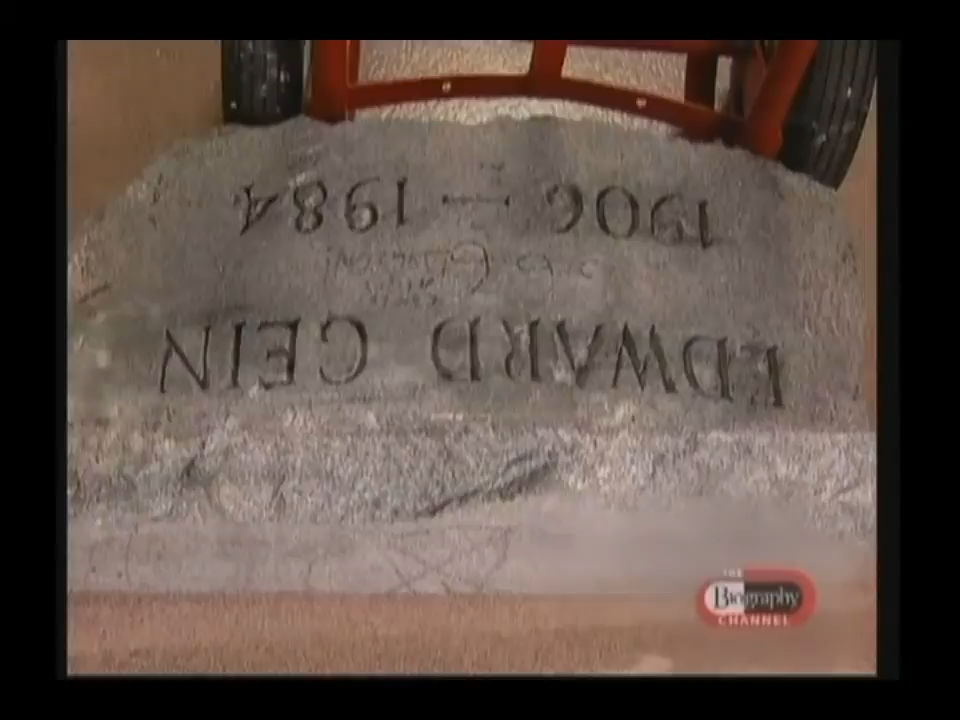 EDWARD GEIN
1906 – 1984
THE
Biography
CHANNEL